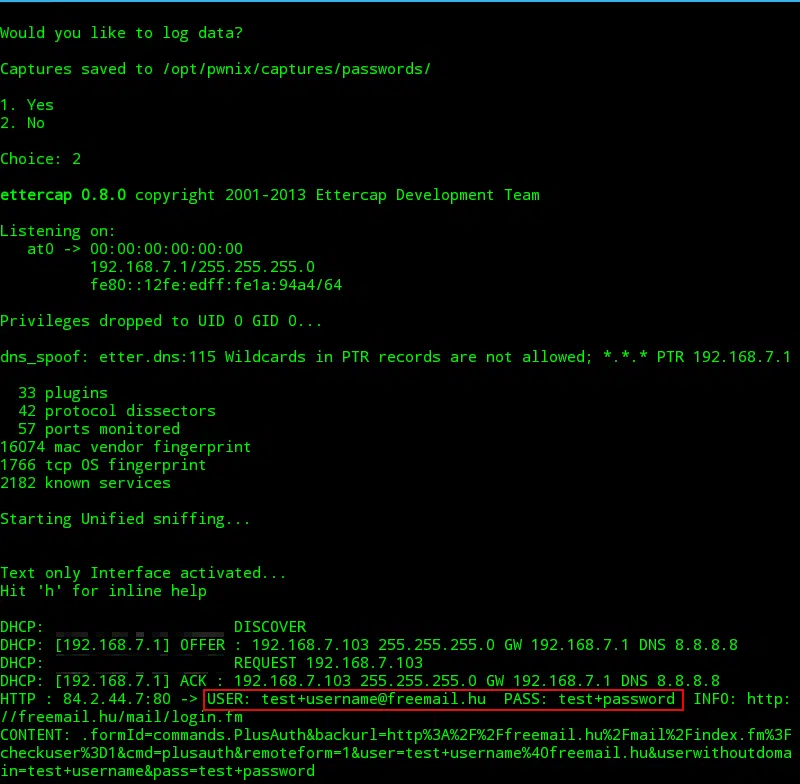 Would you like to log data?
Captures saved to /opt/pwnix/captures/passwords/
1. Yes
2. No
Choice: 2
ettercap 0.8.0 copyright 2001-2013 Ettercap Development Team
Listening on:
at0 -> 00:00:00:00:00:00
192.168.7.1/255.255.255.0
fe80::12fe:edff:fe1a:94a4/64
Privileges dropped to UID 0 GID 0...
dns_spoof: etter.dns:115 Wildcards in PTR records are not allowed; *.*.* PTR 192.168.7.1
33 plugins
42 protocol dissectors
57 ports monitored
16074 mac vendor fingerprint
1766 tcp OS fingerprint
2182 known services
Starting Unified sniffing...
Text only Interface activated...
Hit 'h' for inline help
DHCP: DISCOVER
DHCP: [192.168.7.1] OFFER : 192.168.7.103 255.255.255.0 GW 192.168.7.1 DNS 8.8.8.8
DHCP: REQUEST 192.168.7.103
DHCP: [192.168.7.1] ACK : 192.168.7.103 255.255.255.0 GW 192.168.7.1 DNS 8.8.8.8
HTTP : 84.2.44.7:80 -> USER: test+username@freemail.hu  PASS: test+password  INFO: http:
//freemail.hu/mail/login.fm
CONTENT: .formId=commands.PlusAuth&backurl=http%3A%2F%2Ffreemail.hu%2Fmail%2Findex.fm%3F
checkuser%3D1&cmd=plusauth&remoteform=1&user=test+username%40freemail.hu&userwithoutdoma
in=test+username&pass=test+password